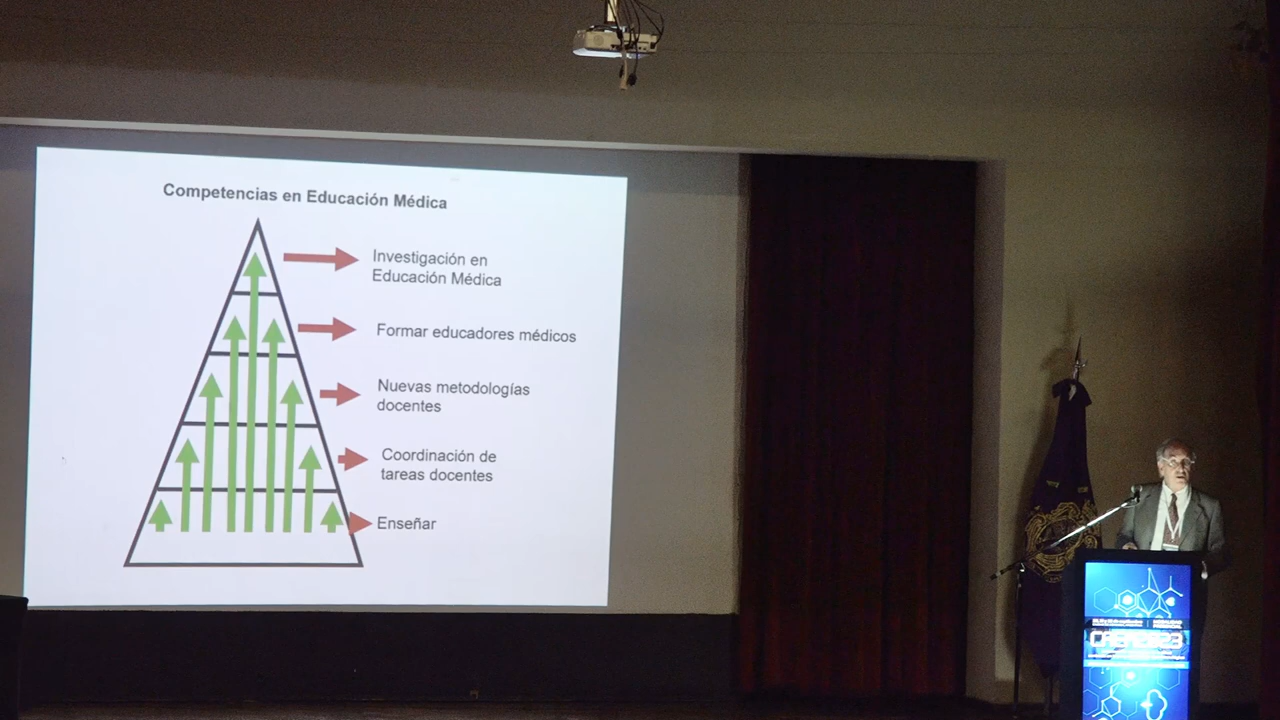 Competencias en Educación Médica
Investigación en
Educación Médica
Formar educadores médicos
Nuevas metodologías
docentes
Coordinación de
tareas docentes
Enseñar